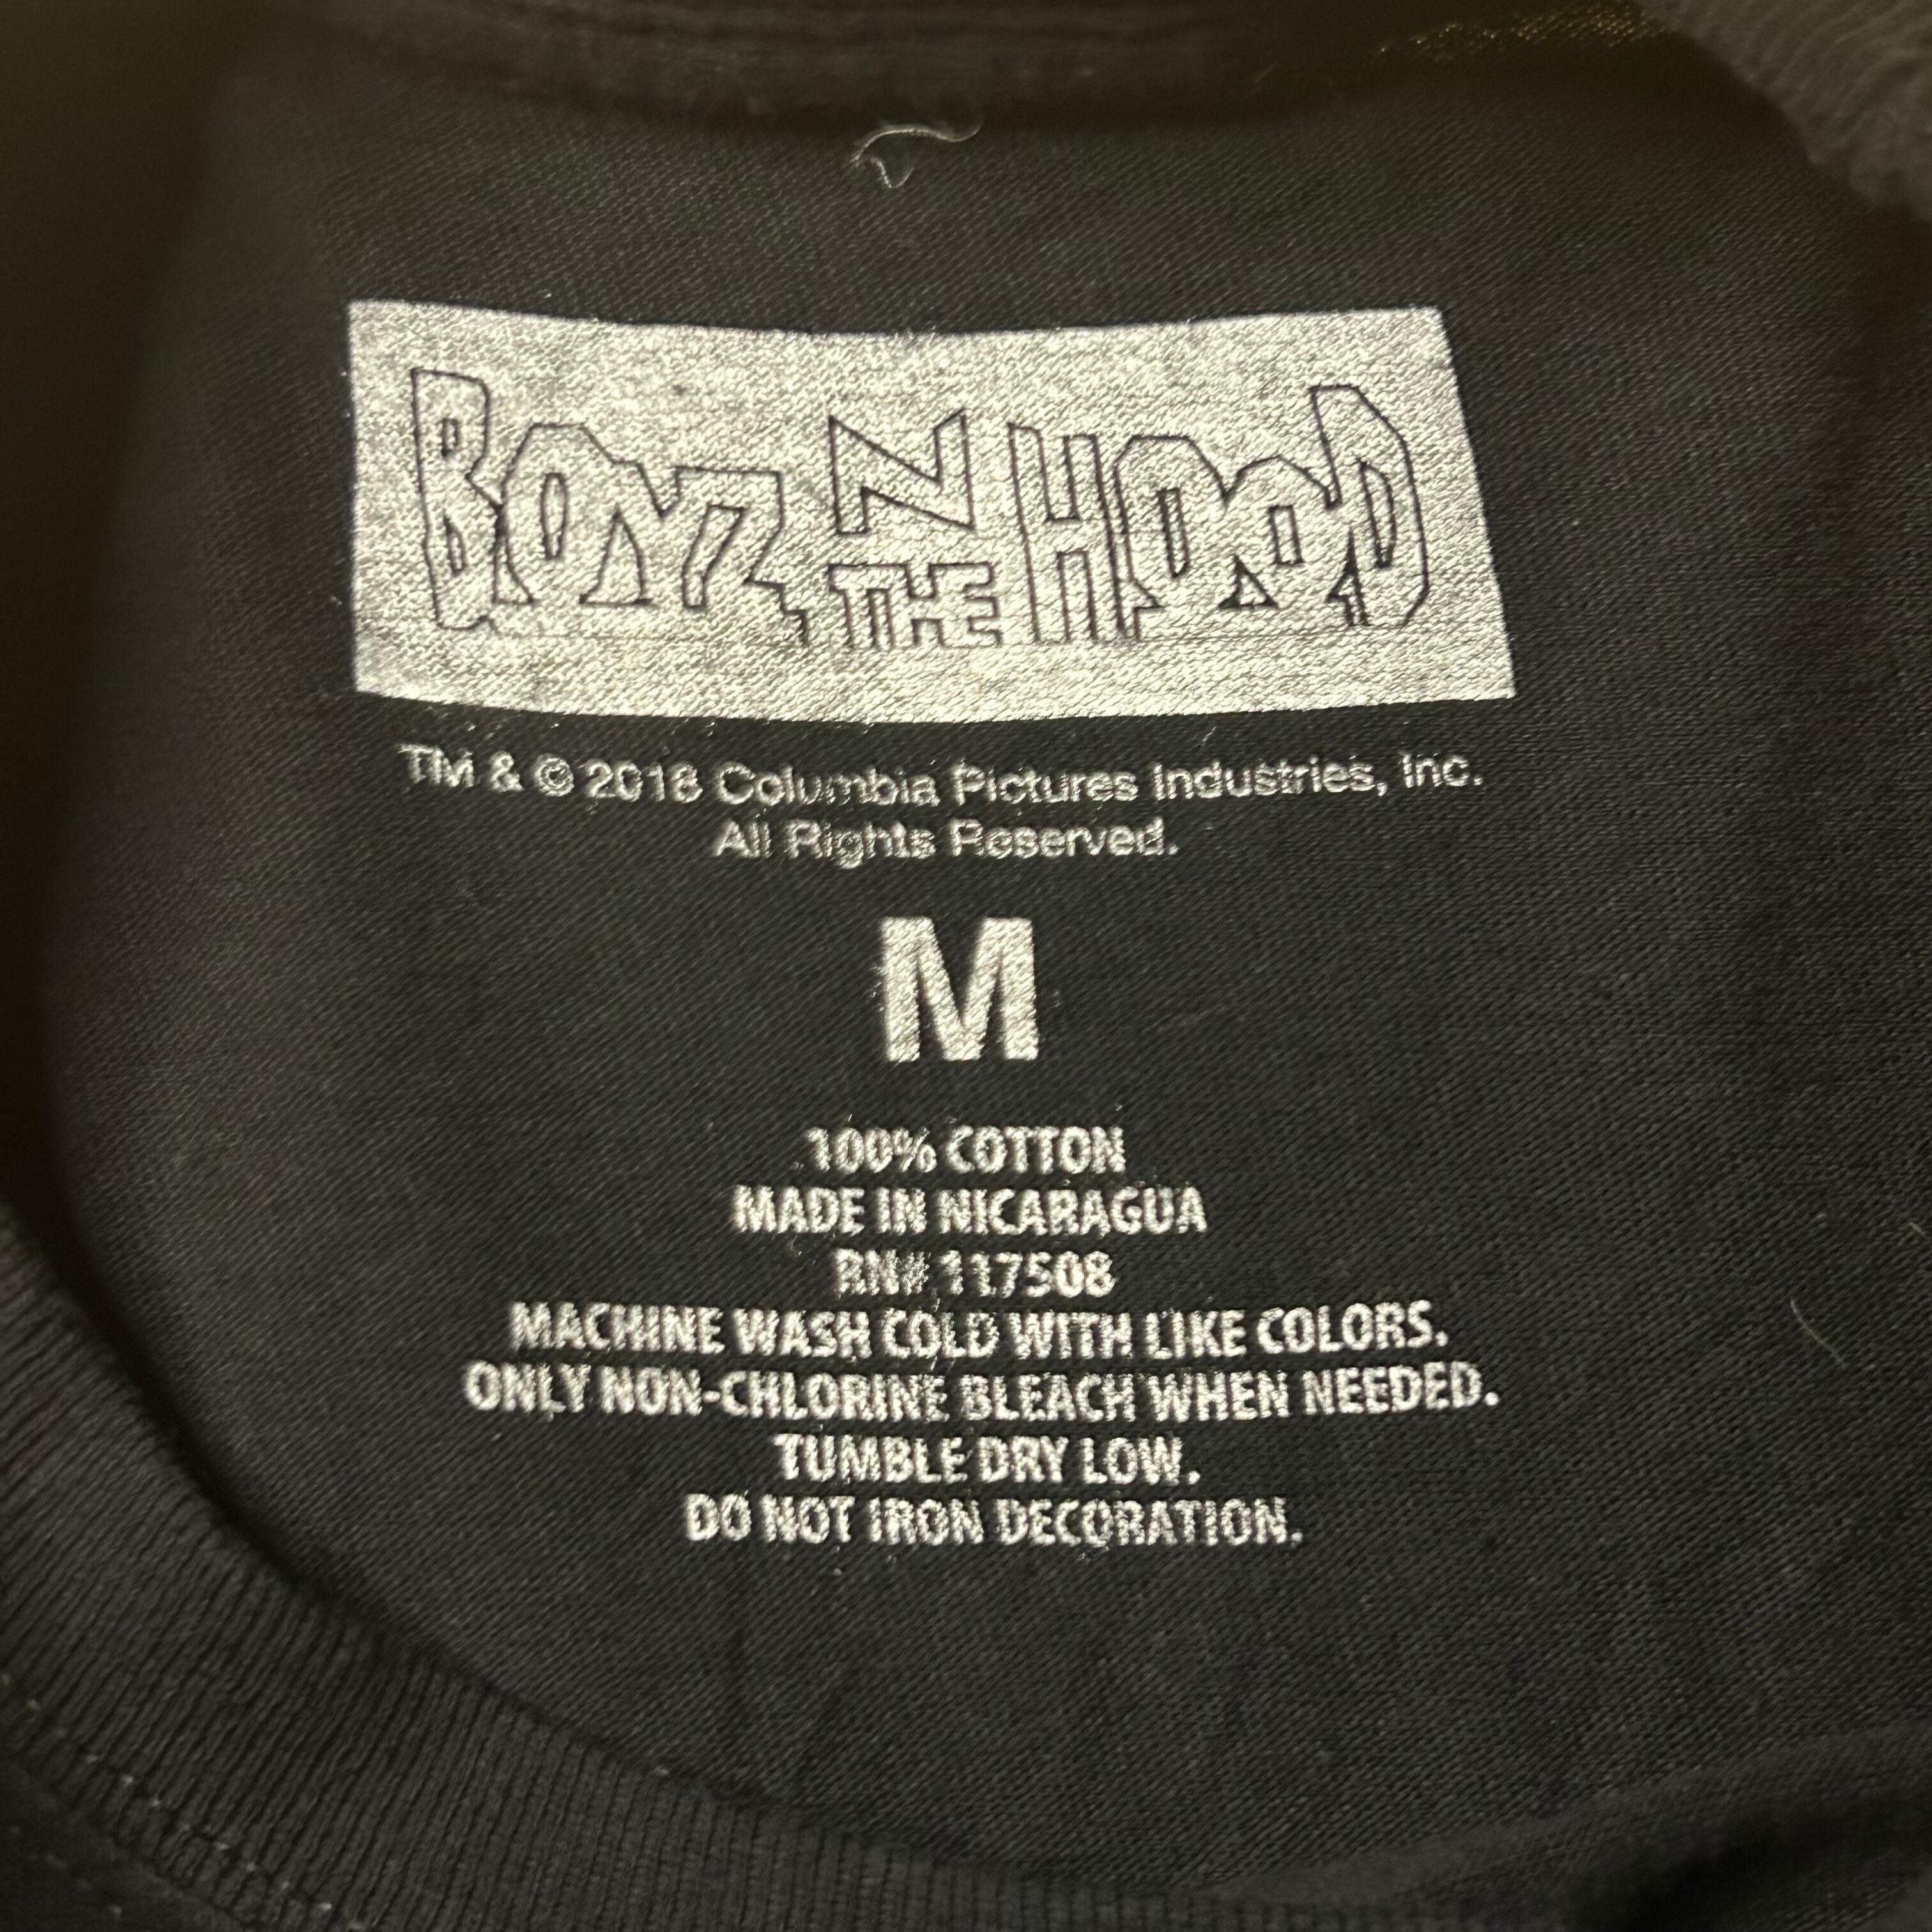 BOYZ N THE HOOD
TM & © 2018 Columbia Pictures Industries, Inc.
All Rights Reserved.
M
100% COTTON
MADE IN NICARAGUA
RN# 117508
MACHINE WASH COLD WITH LIKE COLORS.
ONLY NON-CHLORINE BLEACH WHEN NEEDED.
TUMBLE DRY LOW.
DO NOT IRON DECORATION.